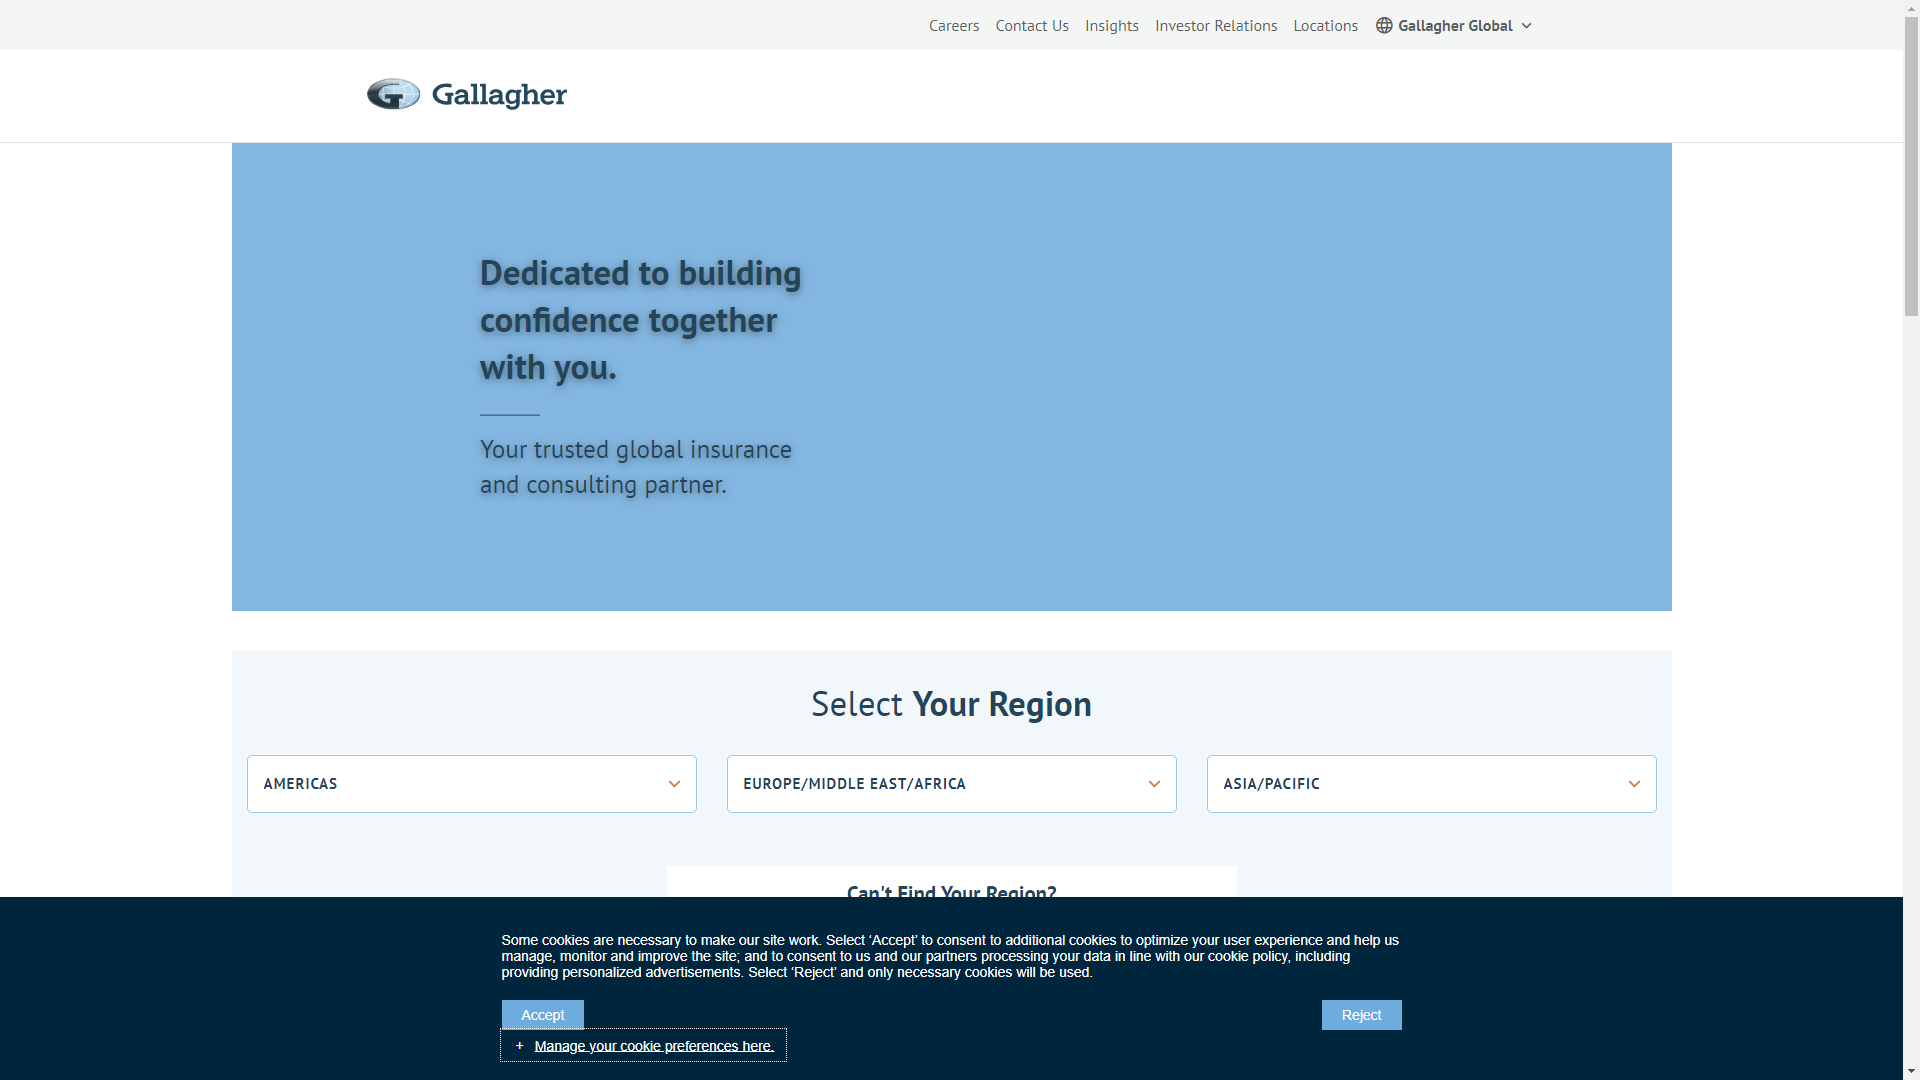 Careers Contact Us Insights Investor Relations Locations Gallagher Global
Gallagher
Dedicated to building
confidence together
with you.
Your trusted global insurance
and consulting partner.
Select Your Region
AMERICAS
EUROPE/MIDDLE EAST/AFRICA
ASIA/PACIFIC
Can't Find Your Region?
Some cookies are necessary to make our site work. Select ‘Accept’ to consent to additional cookies to optimize your user experience and help us
manage, monitor and improve the site; and to consent to us and our partners processing your data in line with our cookie policy, including
providing personalized advertisements. Select ‘Reject’ and only necessary cookies will be used.
Accept
Reject
+ Manage your cookie preferences here.